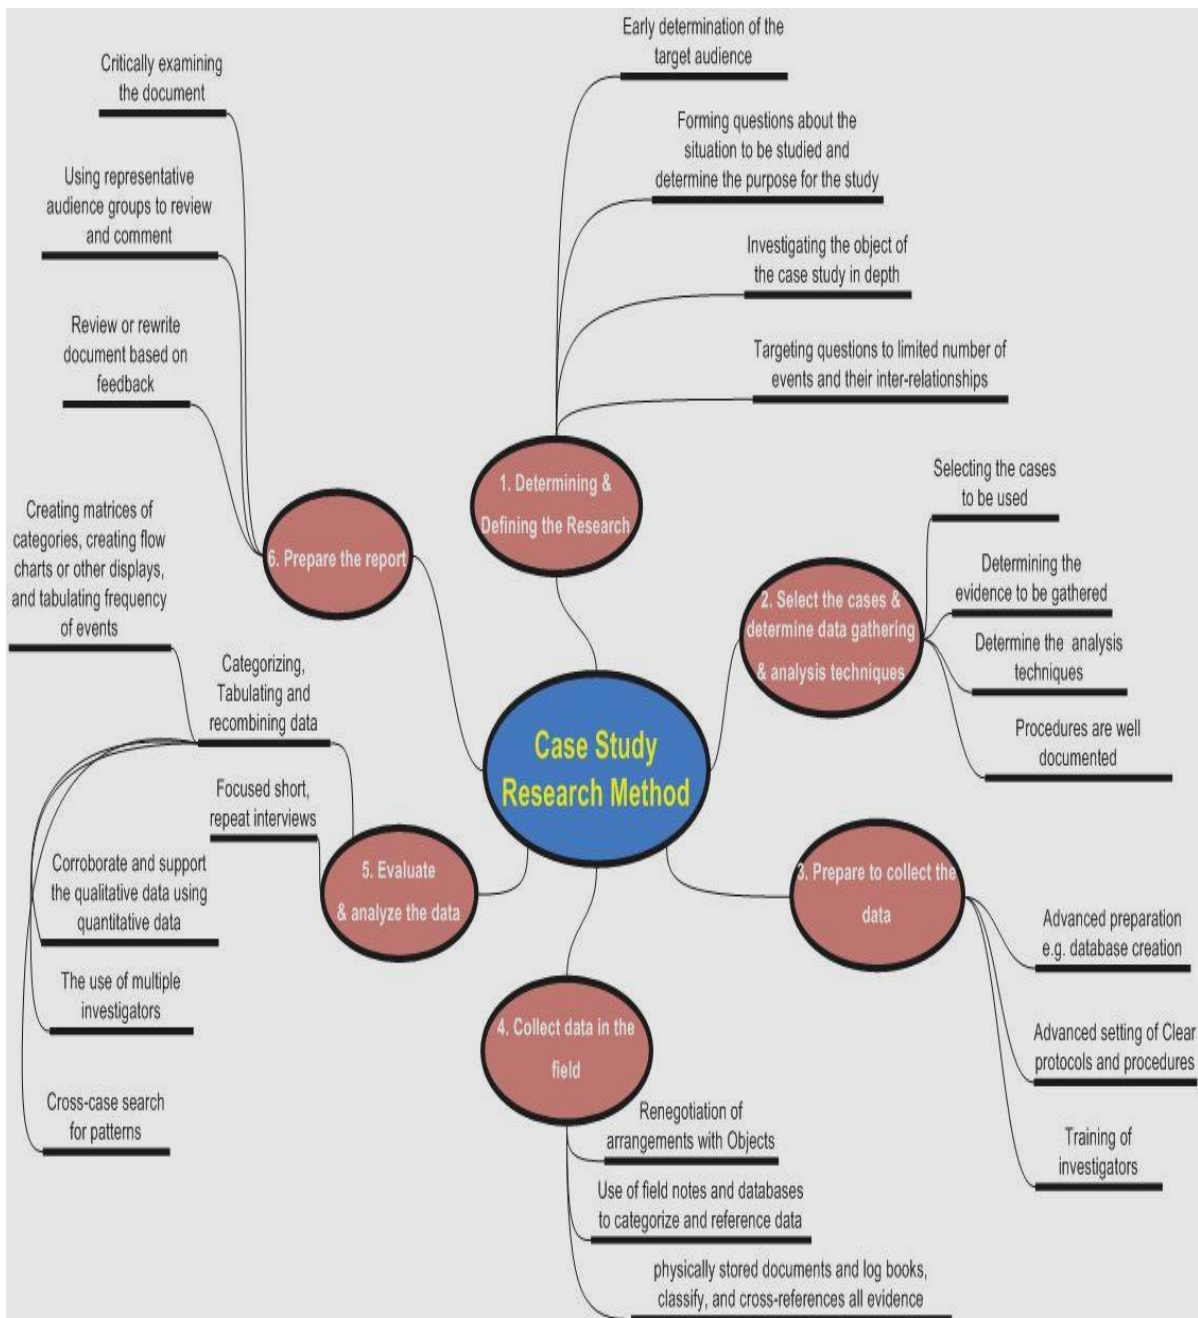 Case Study
Research Method
1. Determining &
Defining the Research
Early determination of the
target audience
Forming questions about the
situation to be studied and
determine the purpose for the study
Investigating the object of
the case study in depth
Targeting questions to limited number of
events and their inter-relationships
2. Select the cases &
determine data gathering
& analysis techniques
Selecting the cases
to be used
Determining the
evidence to be gathered
Determine the analysis
techniques
Procedures are well
documented
3. Prepare to collect the
data
Advanced preparation
e.g. database creation
Advanced setting of Clear
protocols and procedures
Training of
investigators
4. Collect data in the
field
Renegotiation of
arrangements with Objects
Use of field notes and databases
to categorize and reference data
physically stored documents and log books,
classify, and cross-references all evidence
5. Evaluate
& analyze the data
Categorizing,
Tabulating and
recombining data
Focused short,
repeat interviews
Creating matrices of
categories, creating flow
charts or other displays,
and tabulating frequency
of events
Corroborate and support
the qualitative data using
quantitative data
The use of multiple
investigators
Cross-case search
for patterns
6. Prepare the report
Critically examining
the document
Using representative
audience groups to review
and comment
Review or rewrite
document based on
feedback